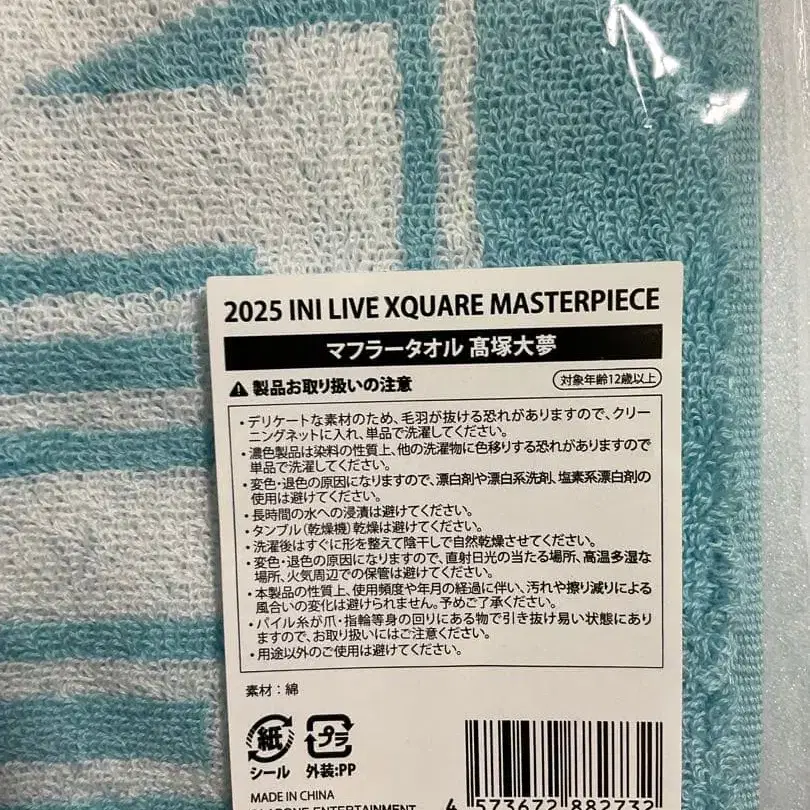 2025 INI LIVE XQUARE MASTERPIECE
マフラータオル 髙塚大夢
製品お取り扱いの注意
対象年齢12歳以上
・デリケートな素材のため、毛羽が抜ける恐れがありますので、クリー
ニングネットに入れ、単品で洗濯してください。
・濃色製品は染料の性質上、他の洗濯物に色移りする恐れがありますので
単品で洗濯してください。
・変色・退色の原因になりますので、漂白剤や漂白系洗剤、塩素系漂白剤の
使用は避けてください。
・長時間の水への浸漬は避けてください。
・タンブル(乾燥機)乾燥は避けてください。
・洗濯後はすぐに形を整えて陰干しで自然乾燥させてください。
・変色・退色の原因になりますので、直射日光の当たる場所、高温多湿な
場所、火気周辺での保管は避けてください。
・本製品の性質上、使用頻度や年月の経過に伴い、汚れや擦り減りによる
風合いの変化は避けられません。予めご了承ください。
・パイル糸が爪・指輪等身の回りにある物で引き抜け易い状態にあり
ますので、お取り扱いにはご注意ください。
・用途以外のご使用は避けてください。
素材：綿
紙 プラ
シール 外装:PP
MADE IN CHINA
ENTERTAINMENT
4 573672 882732